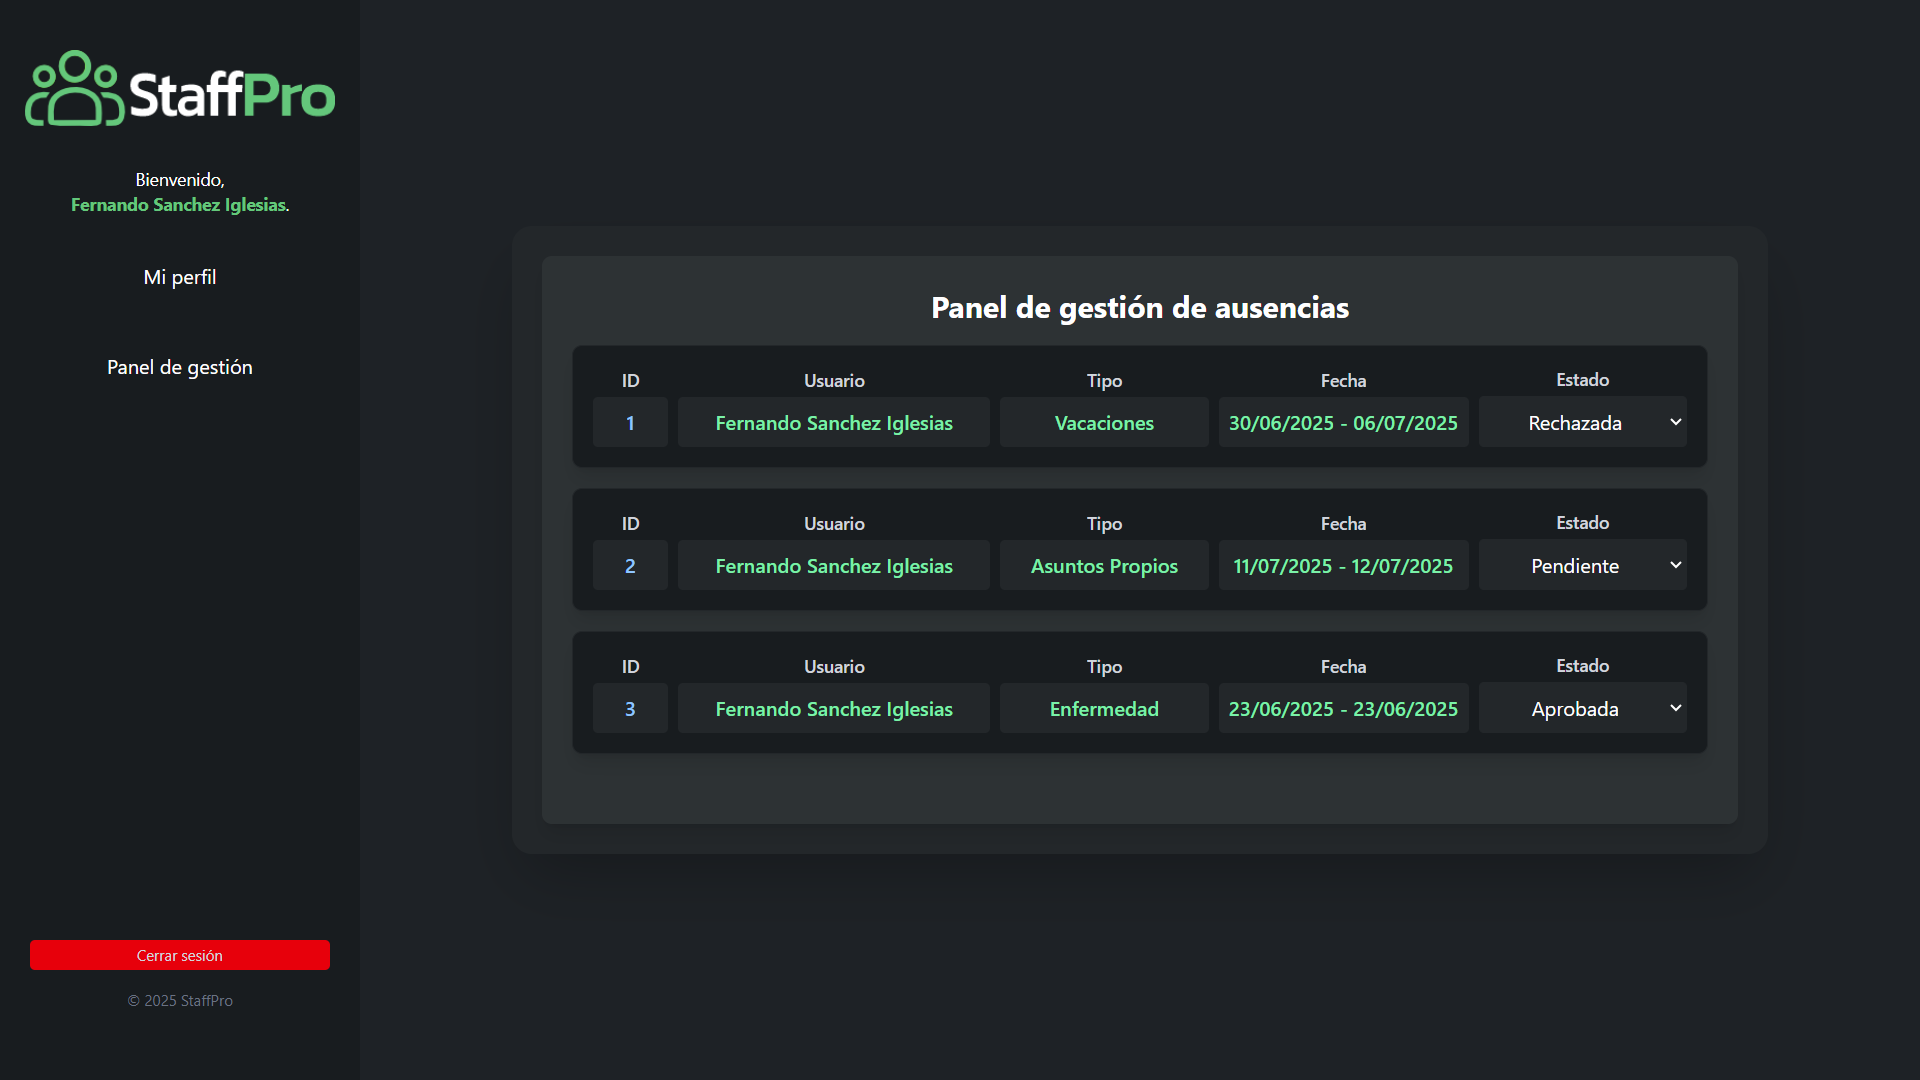 StaffPro
Bienvenido,
Fernando Sanchez Iglesias.
Mi perfil
Panel de gestión
Cerrar sesión
© 2025 StaffPro
Panel de gestión de ausencias
ID Usuario Tipo Fecha Estado
1 Fernando Sanchez Iglesias Vacaciones 30/06/2025 - 06/07/2025 Rechazada
ID Usuario Tipo Fecha Estado
2 Fernando Sanchez Iglesias Asuntos Propios 11/07/2025 - 12/07/2025 Pendiente
ID Usuario Tipo Fecha Estado
3 Fernando Sanchez Iglesias Enfermedad 23/06/2025 - 23/06/2025 Aprobada